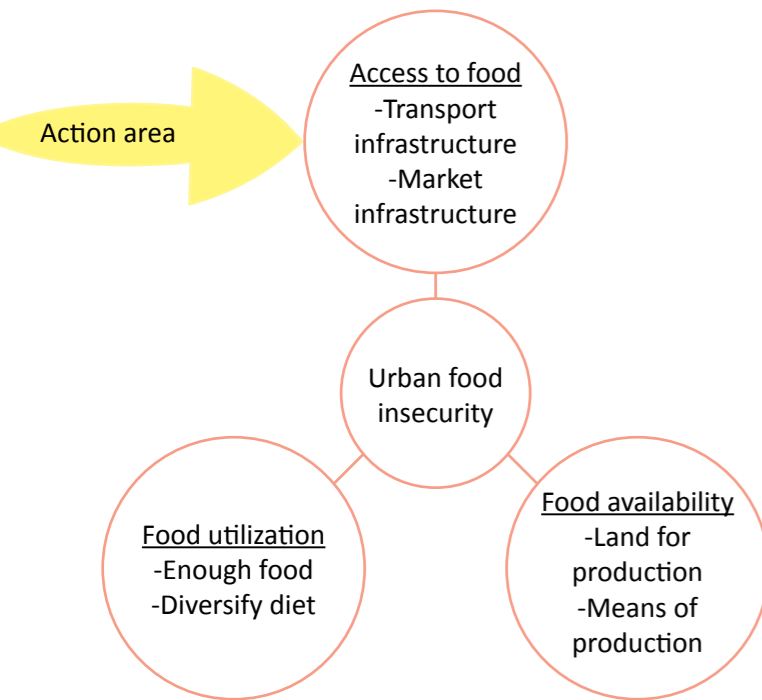 Action area
Access to food
-Transport
infrastructure
-Market
infrastructure
Urban food
insecurity
Food utilization
-Enough food
-Diversify diet
Food availability
-Land for
production
-Means of
production